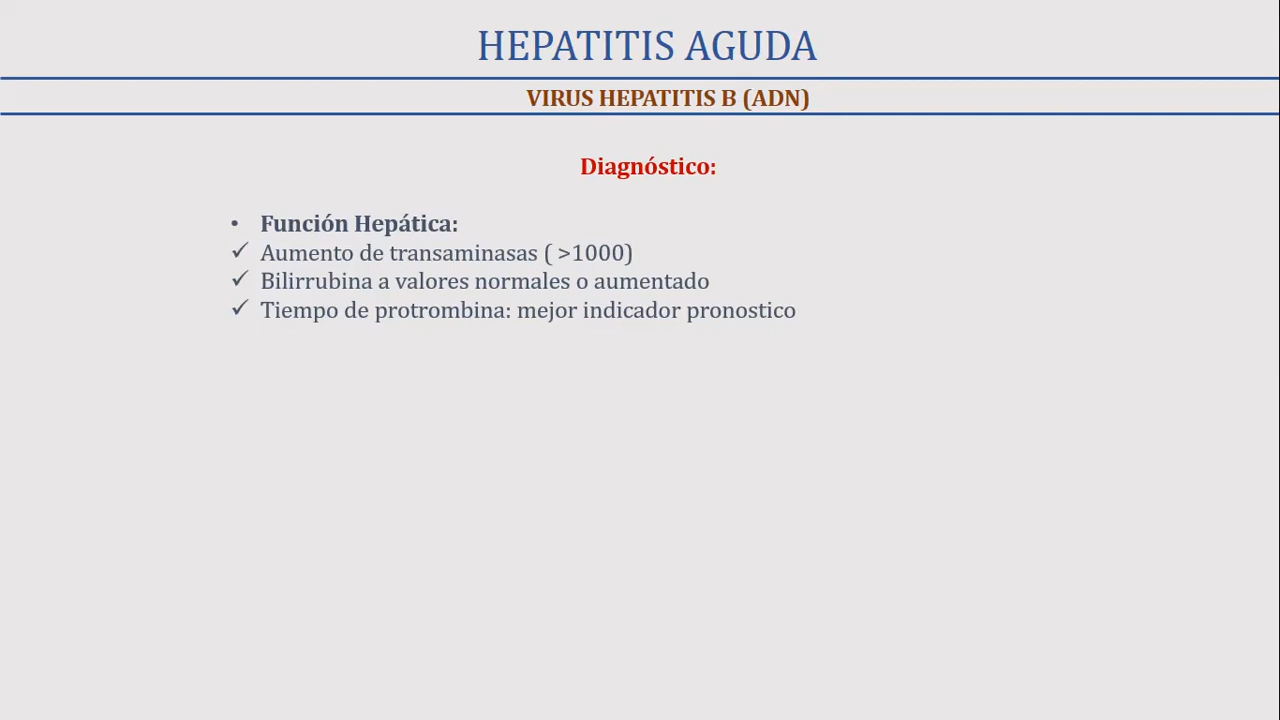 HEPATITIS AGUDA
VIRUS HEPATITIS B (ADN)
Diagnóstico:
• Función Hepática:
✓ Aumento de transaminasas ( >1000)
✓ Bilirrubina a valores normales o aumentado
✓ Tiempo de protrombina: mejor indicador pronostico